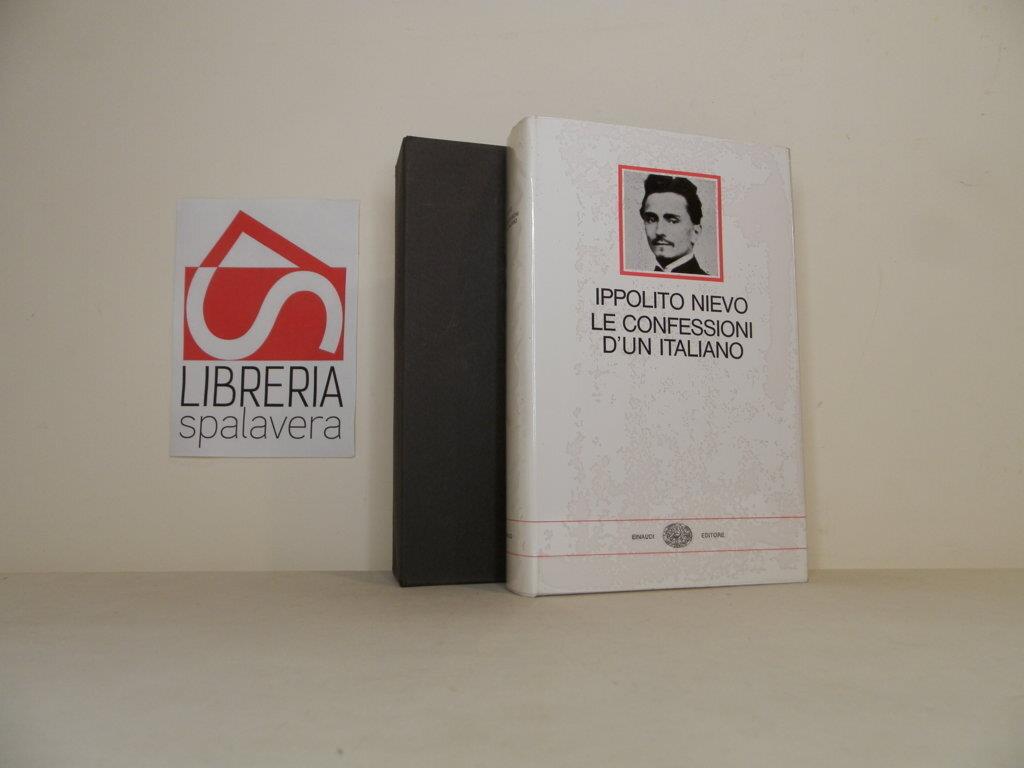 LIBRERIA
spalavera
IPPOLITO NIEVO
LE CONFESSIONI
D'UN ITALIANO
EINAUDI EDITORE